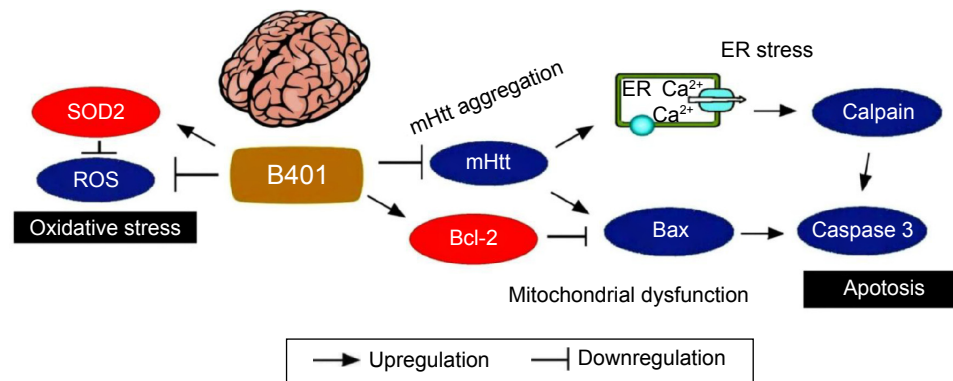 ER stress
mHtt aggregation
ER Ca²⁺
Ca²⁺
SOD2
Calpain
ROS
B401
mHtt
Oxidative stress
Bcl-2
Bax
Caspase 3
Mitochondrial dysfunction
Apotosis
Upregulation
Downregulation